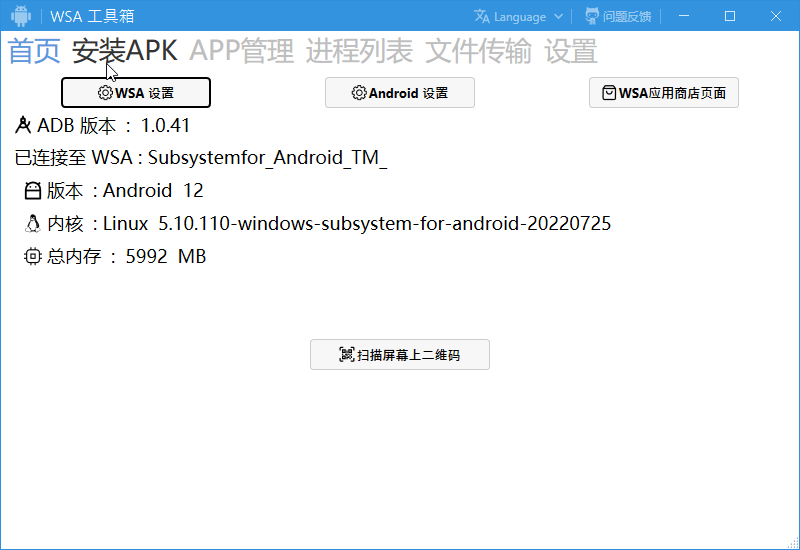 WSA 工具箱 Language 问题反馈
首页 安装APK APP管理 进程列表 文件传输 设置
WSA 设置 Android 设置 WSA应用商店页面
ADB 版本 : 1.0.41
已连接至 WSA : Subsystemfor_Android_TM_
版本 : Android 12
内核 : Linux 5.10.110-windows-subsystem-for-android-20220725
总内存 : 5992 MB
扫描屏幕上二维码